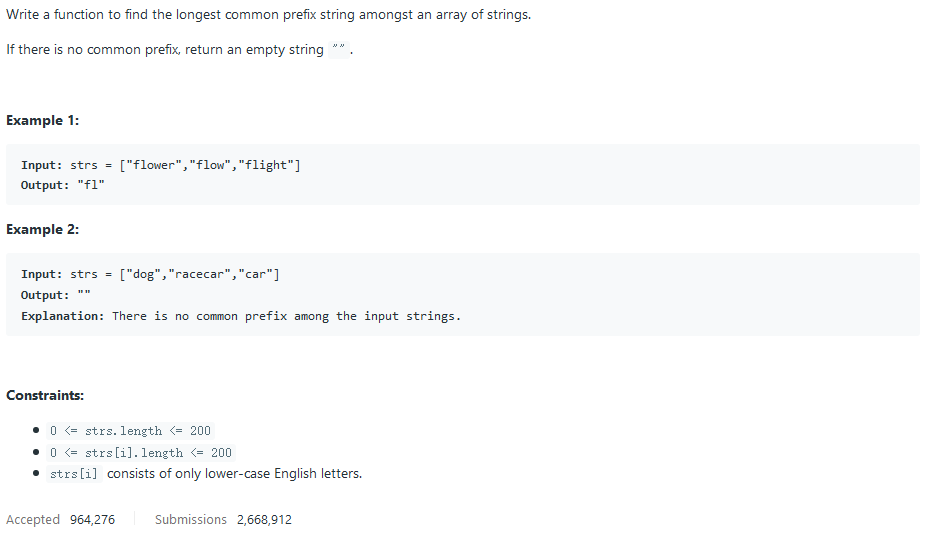 Write a function to find the longest common prefix string amongst an array of strings.
If there is no common prefix, return an empty string "".
Example 1:
Input: strs = ["flower","flow","flight"]
Output: "fl"
Example 2:
Input: strs = ["dog","racecar","car"]
Output: ""
Explanation: There is no common prefix among the input strings.
Constraints:
0 <= strs.length <= 200
0 <= strs[i].length <= 200
strs[i] consists of only lower-case English letters.
Accepted 964,276 Submissions 2,668,912